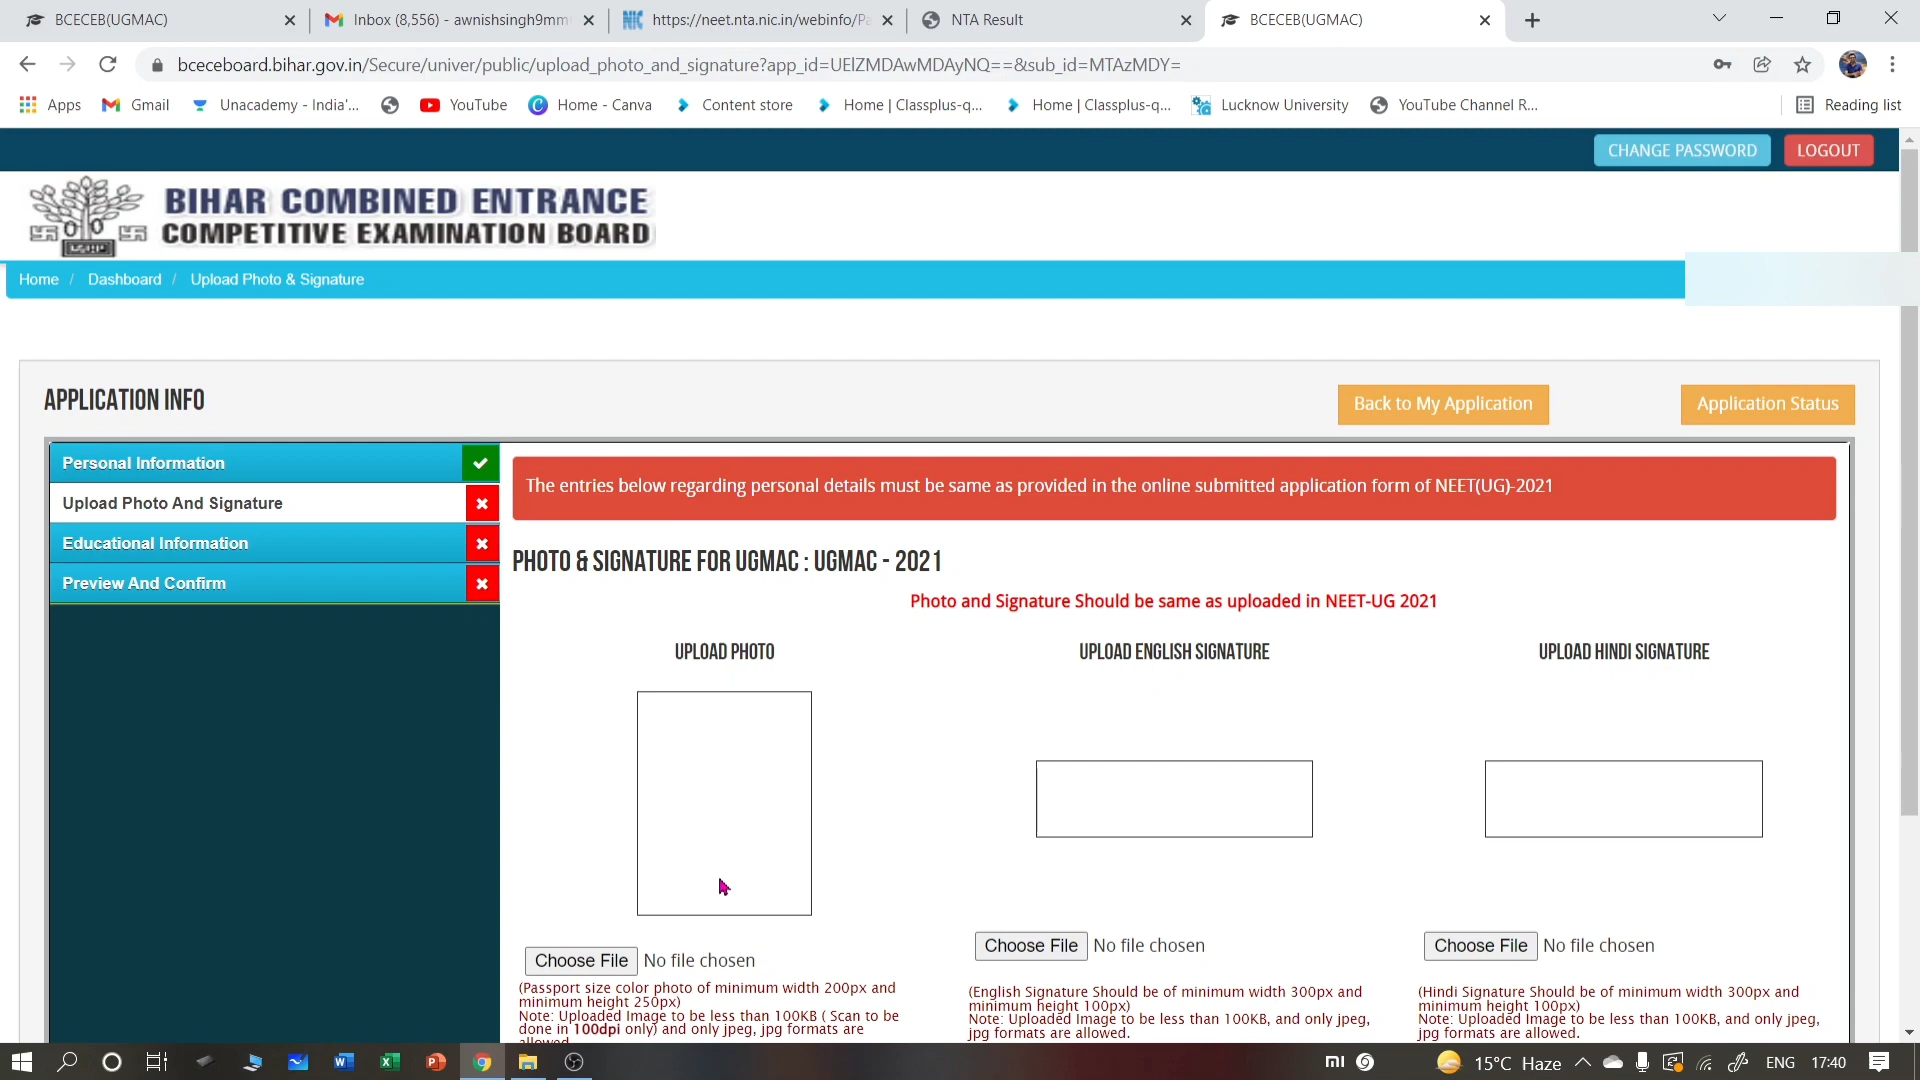 BCECEB(UGMAC)
Inbox (8,556) - awnishsingh9mm
https://neet.nta.nic.in/webinfo/Pa
NTA Result
BCECEB(UGMAC)
bceceboard.bihar.gov.in/Secure/univer/public/upload_photo_and_signature?app_id=UElZMDAwMDAyNQ==&sub_id=MTAzMDY=
Apps
Gmail
Unacademy - India'...
YouTube
Home - Canva
Content store
Home | Classplus-q...
Home | Classplus-q...
Lucknow University
YouTube Channel R...
Reading list
CHANGE PASSWORD
LOGOUT
BIHAR COMBINED ENTRANCE
COMPETITIVE EXAMINATION BOARD
Home / Dashboard / Upload Photo & Signature
APPLICATION INFO
Back to My Application
Application Status
Personal Information
Upload Photo And Signature
Educational Information
Preview And Confirm
The entries below regarding personal details must be same as provided in the online submitted application form of NEET(UG)-2021
PHOTO & SIGNATURE FOR UGMAC : UGMAC - 2021
Photo and Signature Should be same as uploaded in NEET-UG 2021
UPLOAD PHOTO
Choose File No file chosen
(Passport size color photo of minimum width 200px and
minimum height 250px)
Note: Uploaded Image to be less than 100KB ( Scan to be
done in 100dpi only) and only jpeg, jpg formats are
allowed.
UPLOAD ENGLISH SIGNATURE
Choose File No file chosen
(English Signature Should be of minimum width 300px and
minimum height 100px)
Note: Uploaded Image to be less than 100KB, and only jpeg,
jpg formats are allowed.
UPLOAD HINDI SIGNATURE
Choose File No file chosen
(Hindi Signature Should be of minimum width 300px and
minimum height 100px)
Note: Uploaded Image to be less than 100KB, and only jpeg,
jpg formats are allowed.
15°C Haze
ENG
17:40